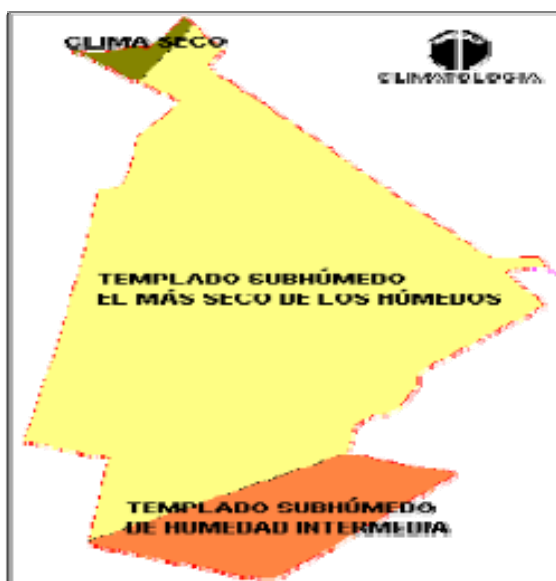 CLIMA SECO
CLIMATOLOGIA
TEMPLADO SUBHÚMEDO
EL MÁS SECO DE LOS HÚMEDOS
TEMPLADO SUBHÚMEDO
DE HUMEDAD INTERMEDIA